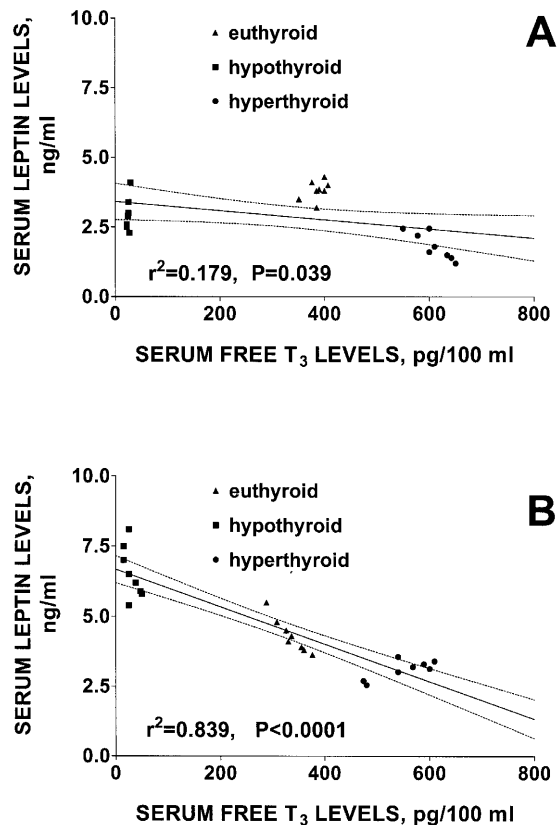 A
▲ euthyroid
■ hypothyroid
● hyperthyroid
SERUM LEPTIN LEVELS,
ng/ml
10.0
7.5
5.0
2.5
0.0
r²=0.179, P=0.039
0 200 400 600 800
SERUM FREE T₃ LEVELS, pg/100 ml
B
▲ euthyroid
■ hypothyroid
● hyperthyroid
SERUM LEPTIN LEVELS,
ng/ml
10.0
7.5
5.0
2.5
0.0
r²=0.839, P<0.0001
0 200 400 600 800
SERUM FREE T₃ LEVELS, pg/100 ml